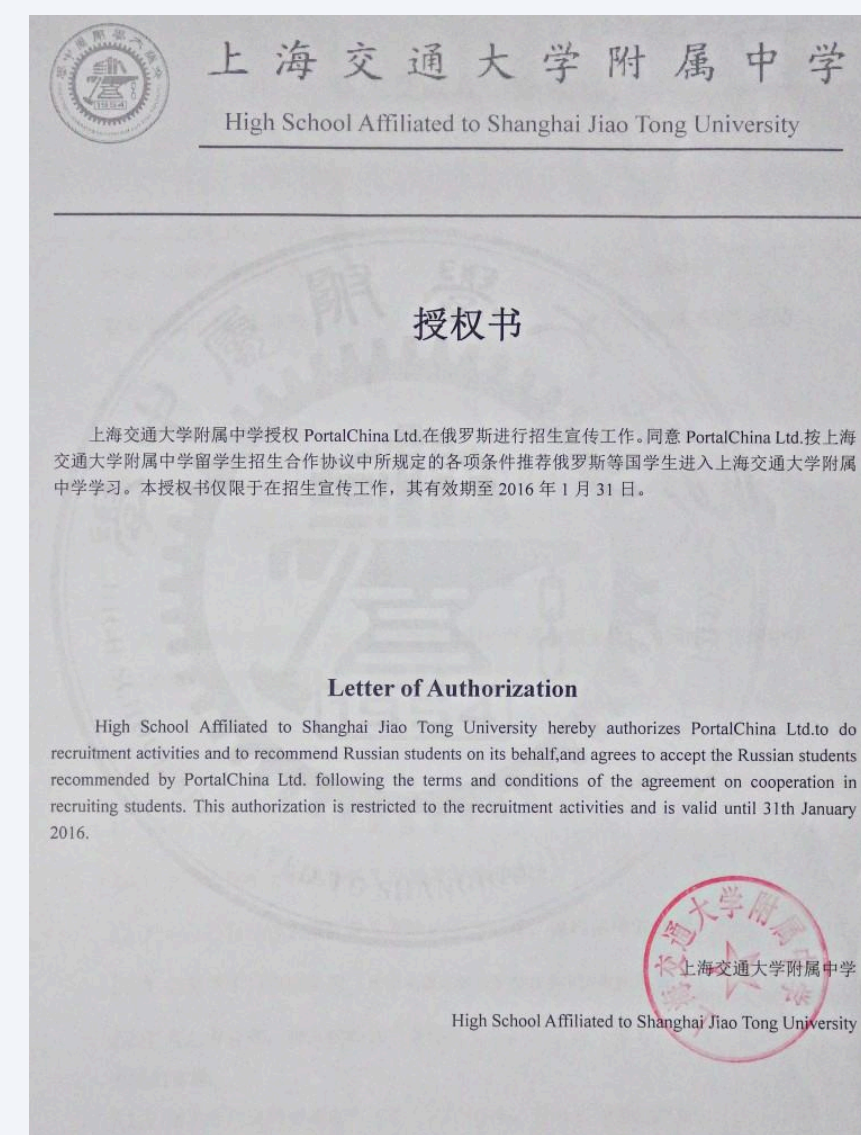 上海交通大学附属中学
High School Affiliated to Shanghai Jiao Tong University
授权书
上海交通大学附属中学授权 PortalChina Ltd.在俄罗斯进行招生宣传工作。同意 PortalChina Ltd.按上海
交通大学附属中学留学生招生合作协议中所规定的各项条件推荐俄罗斯等国学生进入上海交通大学附属
中学学习。本授权书仅限于在招生宣传工作，其有效期至 2016 年 1 月 31 日。
Letter of Authorization
High School Affiliated to Shanghai Jiao Tong University hereby authorizes PortalChina Ltd.to do
recruitment activities and to recommend Russian students on its behalf,and agrees to accept the Russian students
recommended by PortalChina Ltd. following the terms and conditions of the agreement on cooperation in
recruiting students. This authorization is restricted to the recruitment activities and is valid until 31th January
2016.
上海交通大学附属中学
上海交通大学附属中学
High School Affiliated to Shanghai Jiao Tong University